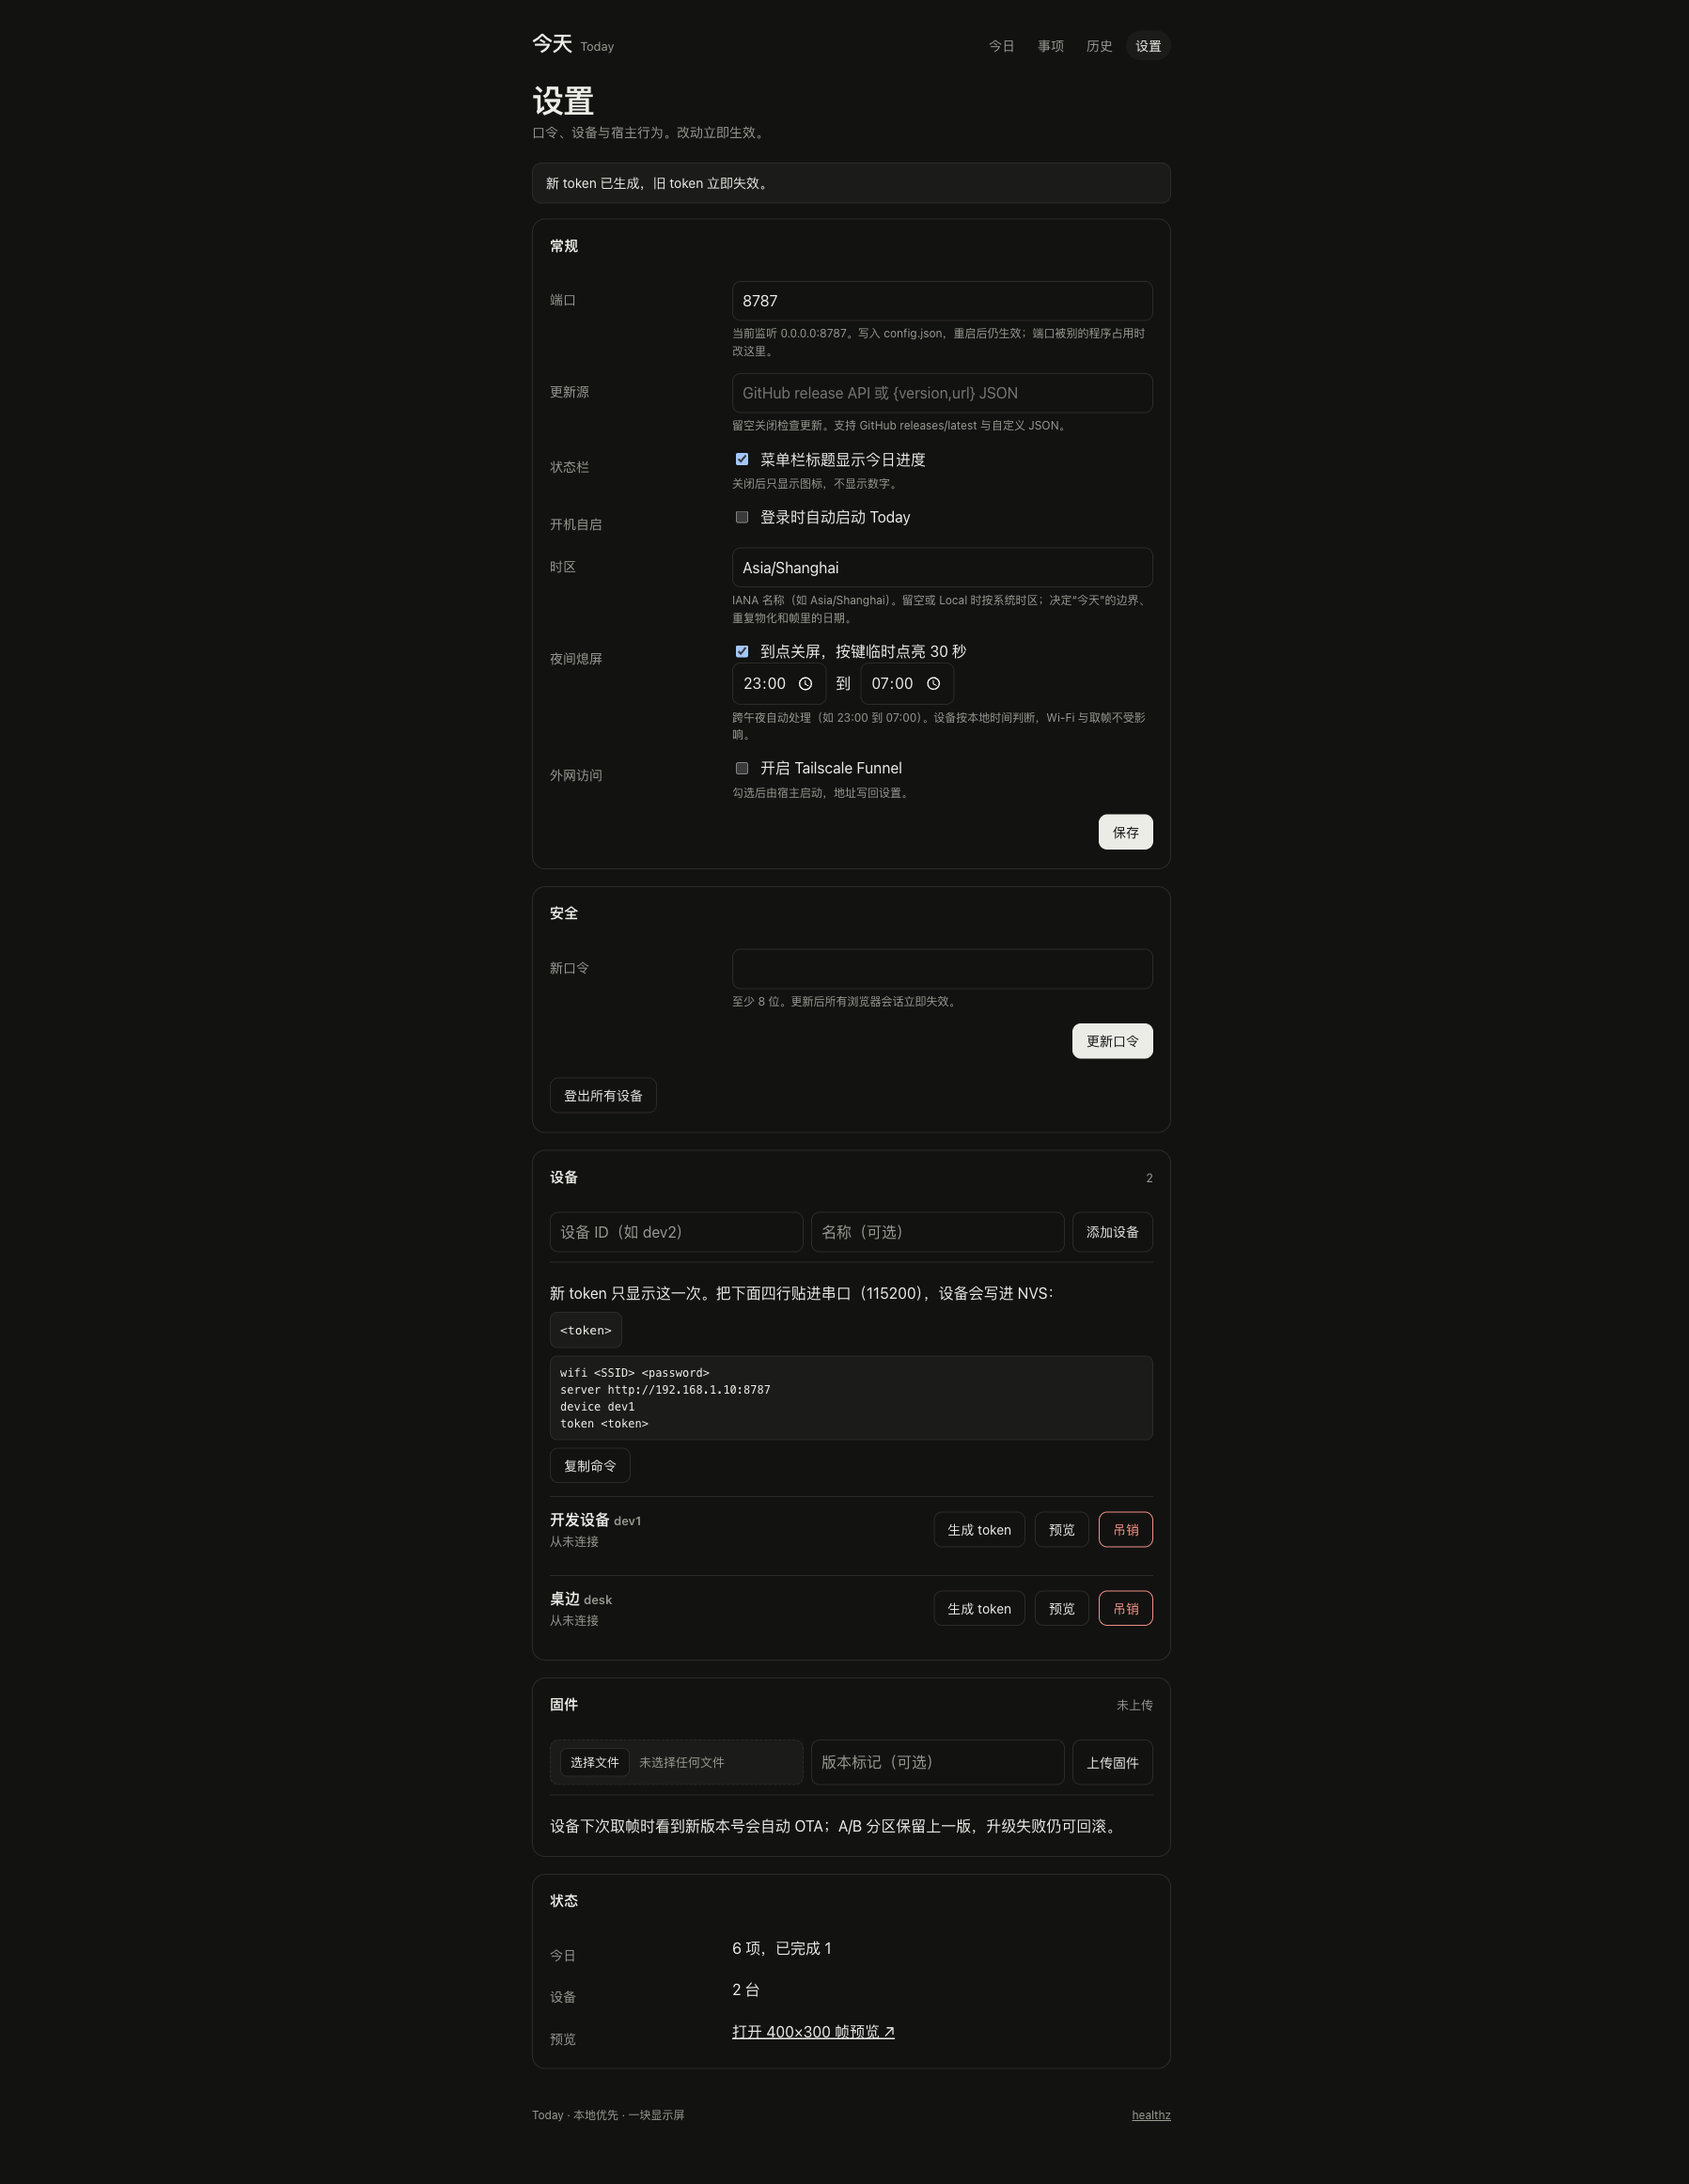 今天 Today
今日 事项 历史 设置
设置
口令、设备与宿主行为。改动立即生效。
新 token 已生成，旧 token 立即失效。
常规
端口
8787
当前监听 0.0.0.0:8787。写入 config.json，重启后仍生效；端口被别的程序占用时
改这里。
更新源
GitHub release API 或 {version,url} JSON
留空关闭检查更新。支持 GitHub releases/latest 与自定义 JSON。
状态栏
菜单栏标题显示今日进度
关闭后只显示图标，不显示数字。
开机自启
登录时自动启动 Today
时区
Asia/Shanghai
IANA 名称（如 Asia/Shanghai）。留空或 Local 时按系统时区；决定“今天”的边界、
重复物化和帧里的日期。
夜间熄屏
到点关屏，按键临时点亮 30 秒
23:00 到 07:00
跨午夜自动处理（如 23:00 到 07:00）。设备按本地时间判断，Wi-Fi 与取帧不受影
响。
外网访问
开启 Tailscale Funnel
勾选后由宿主启动，地址写回设置。
保存
安全
新口令
至少 8 位。更新后所有浏览器会话立即失效。
更新口令
登出所有设备
设备 2
设备 ID（如 dev2） 名称（可选） 添加设备
新 token 只显示这一次。把下面四行贴进串口（115200），设备会写进 NVS：
<token>
wifi <SSID> <password>
server http://192.168.1.10:8787
device dev1
token <token>
复制命令
开发设备 dev1
从未连接
生成 token 预览 吊销
桌边 desk
从未连接
生成 token 预览 吊销
固件 未上传
选择文件 未选择任何文件 版本标记（可选） 上传固件
设备下次取帧时看到新版本号会自动 OTA；A/B 分区保留上一版，升级失败仍可回滚。
状态
今日 6 项，已完成 1
设备 2 台
预览 打开 400×300 帧预览 ↗
Today · 本地优先 · 一块显示屏 healthz